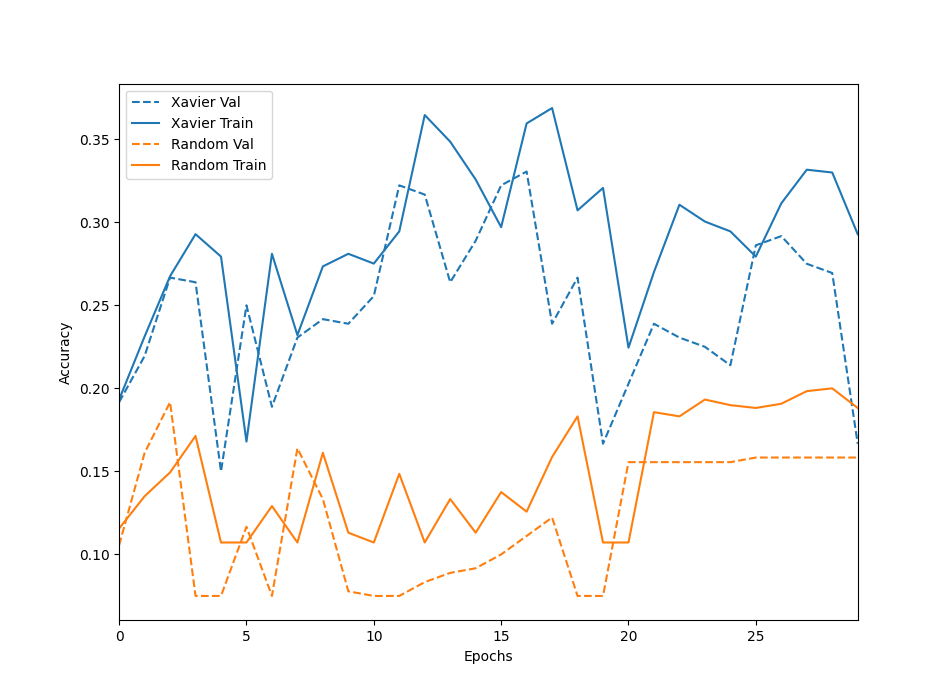 Xavier Val
Xavier Train
Random Val
Random Train
0.35
0.30
0.25
0.20
0.15
0.10
Accuracy
0 5 10 15 20 25
Epochs